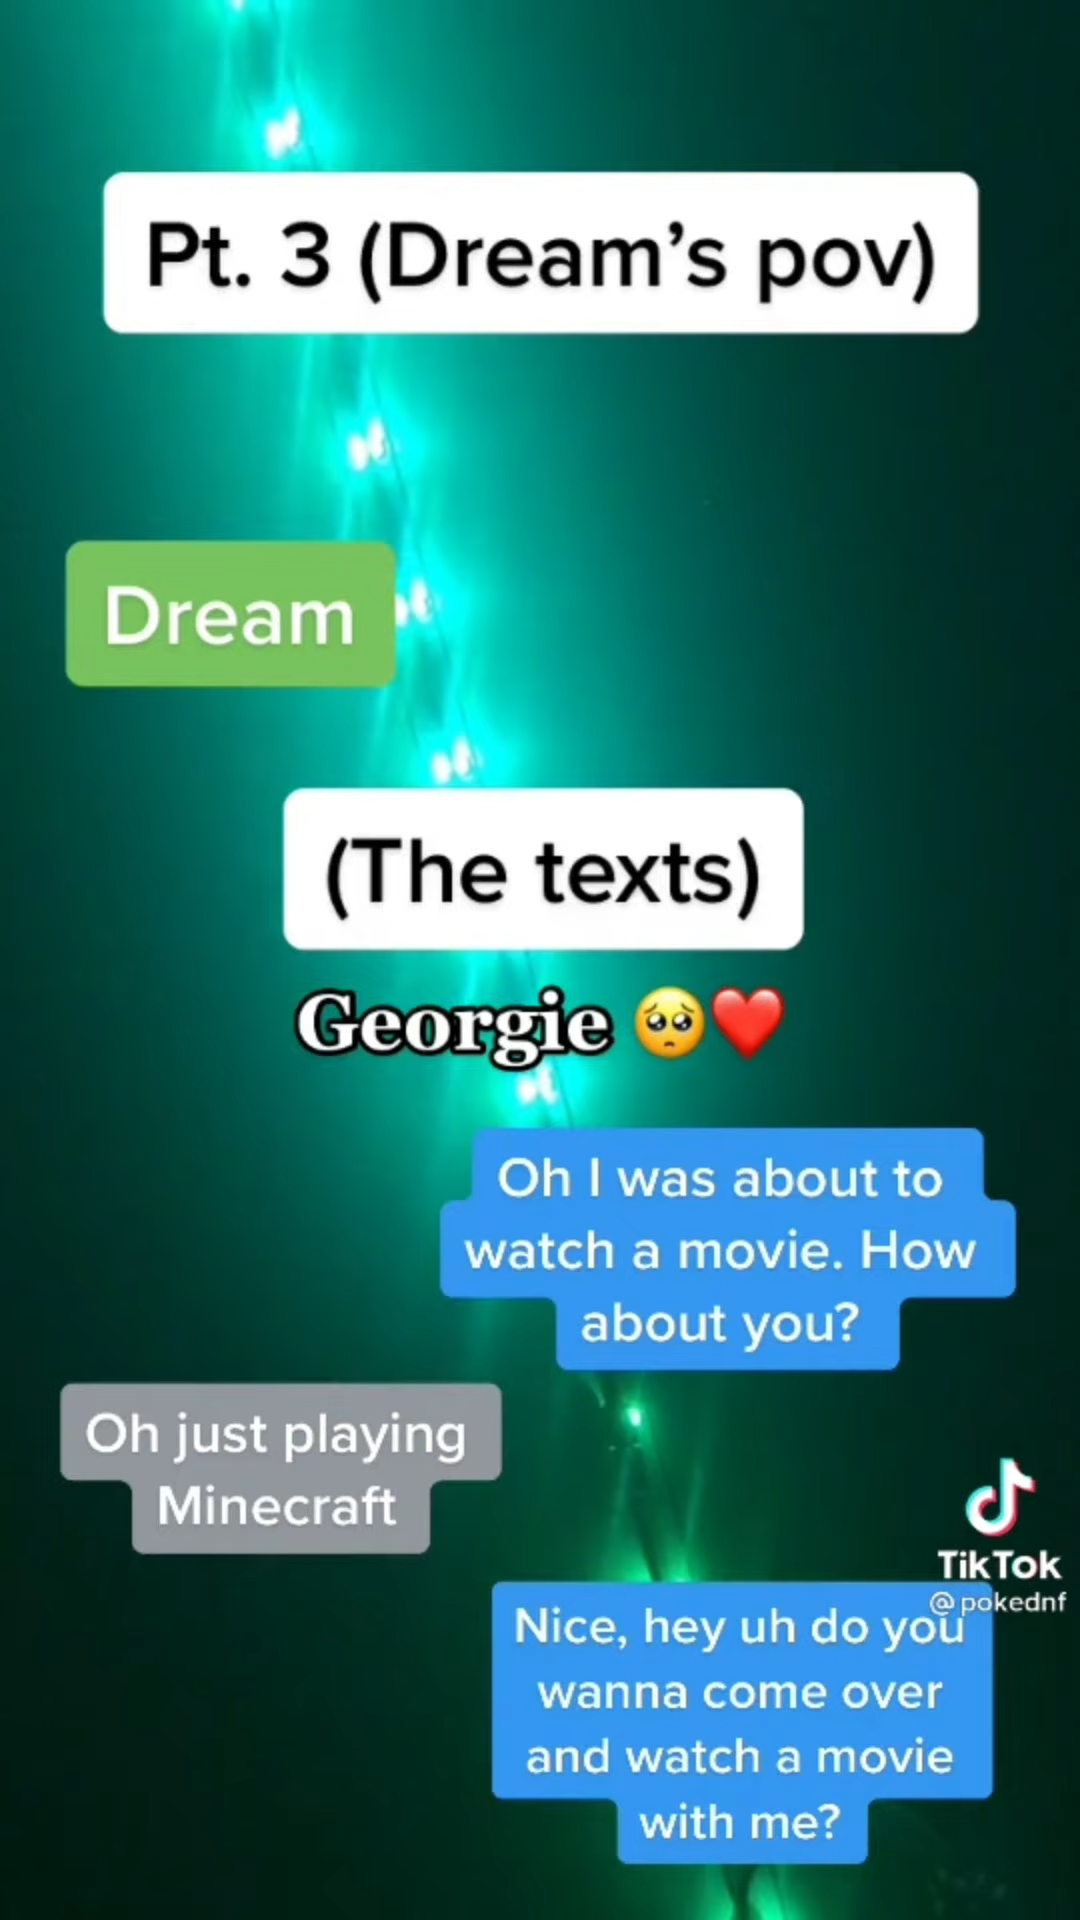 Pt. 3 (Dream’s pov)
Dream
(The texts)
Georgie 🥺❤️
Oh I was about to
watch a movie. How
about you?
Oh just playing
Minecraft
TikTok
@pokednf
Nice, hey uh do you
wanna come over
and watch a movie
with me?